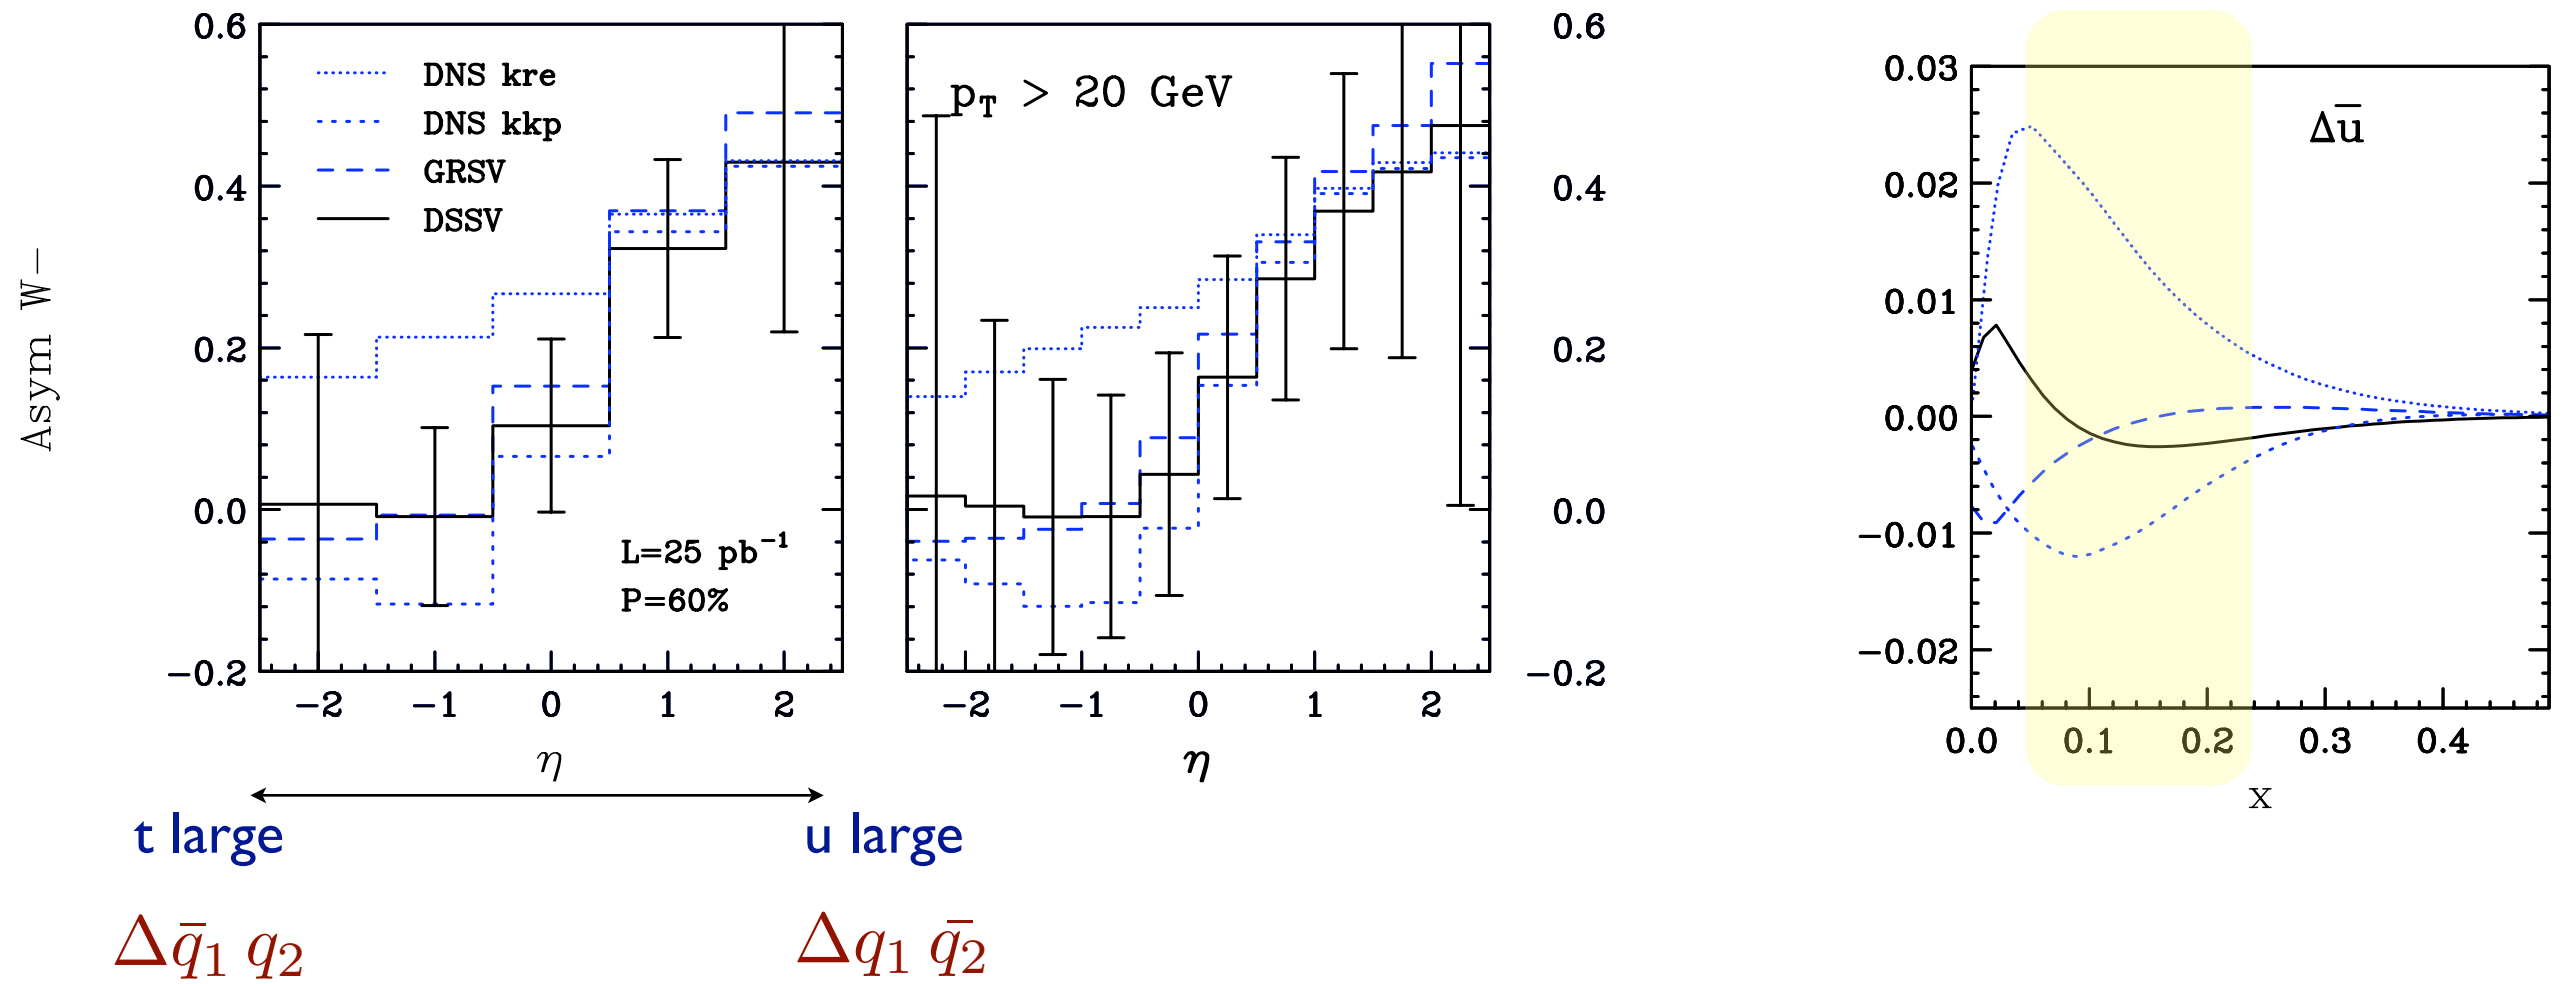 Asym W−
0.6
0.4
0.2
0.0
−0.2
DNS kre
DNS kkp
GRSV
DSSV
L=25 pb⁻¹
P=60%
−2 −1 0 1 2
η
p_T > 20 GeV
0.6
0.4
0.2
0.0
−0.2
−2 −1 0 1 2
η
t large
u large
Δq̄₁ q₂
Δq₁ q̄₂
0.03
0.02
0.01
0.00
−0.01
−0.02
Δu̅
0.0 0.1 0.2 0.3 0.4
x